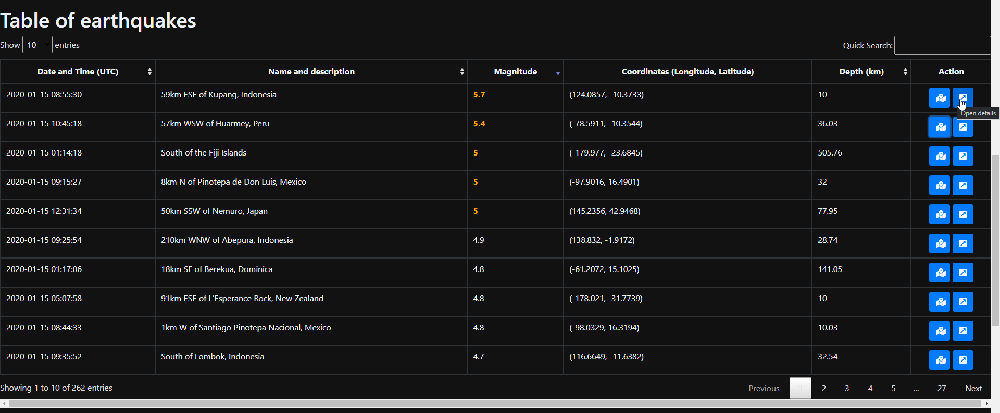 Table of earthquakes
Show 10 entries Quick Search:
Date and Time (UTC) Name and description Magnitude Coordinates (Longitude, Latitude) Depth (km) Action
2020-01-15 08:55:30 59km ESE of Kupang, Indonesia 5.7 (124.0857, -10.3733) 10
Open details
2020-01-15 10:45:18 57km WSW of Huarmey, Peru 5.4 (-78.5911, -10.3544) 36.03
2020-01-15 01:14:18 South of the Fiji Islands 5 (-179.977, -23.6845) 505.76
2020-01-15 09:15:27 8km N of Pinotepa de Don Luis, Mexico 5 (-97.9016, 16.4901) 32
2020-01-15 12:31:34 50km SSW of Nemuro, Japan 5 (145.2356, 42.9468) 77.95
2020-01-15 09:25:54 210km WNW of Abepura, Indonesia 4.9 (138.832, -1.9172) 28.74
2020-01-15 01:17:06 18km SE of Berekua, Dominica 4.8 (-61.2072, 15.1025) 141.05
2020-01-15 05:07:58 91km ESE of L'Esperance Rock, New Zealand 4.8 (-178.021, -31.7739) 10
2020-01-15 08:44:33 1km W of Santiago Pinotepa Nacional, Mexico 4.8 (-98.0329, 16.3194) 10.03
2020-01-15 09:35:52 South of Lombok, Indonesia 4.7 (116.6649, -11.6382) 32.54
Showing 1 to 10 of 262 entries Previous 1 2 3 4 5 ... 27 Next